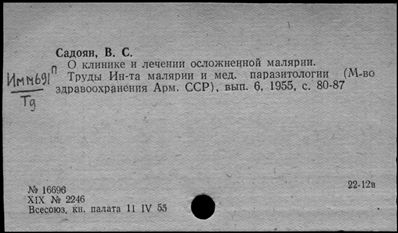 Садоян, В. С.
О клинике и лечении осложненной малярии.
Труды Ин-та малярии и мед. паразитологии (М-во
здравоохранения Арм. ССР), вып. 6, 1955, с. 80-87
Тд
№ 16696
XIX № 2246
Всесоюз. кн. палата 11 IV 55
22-12в